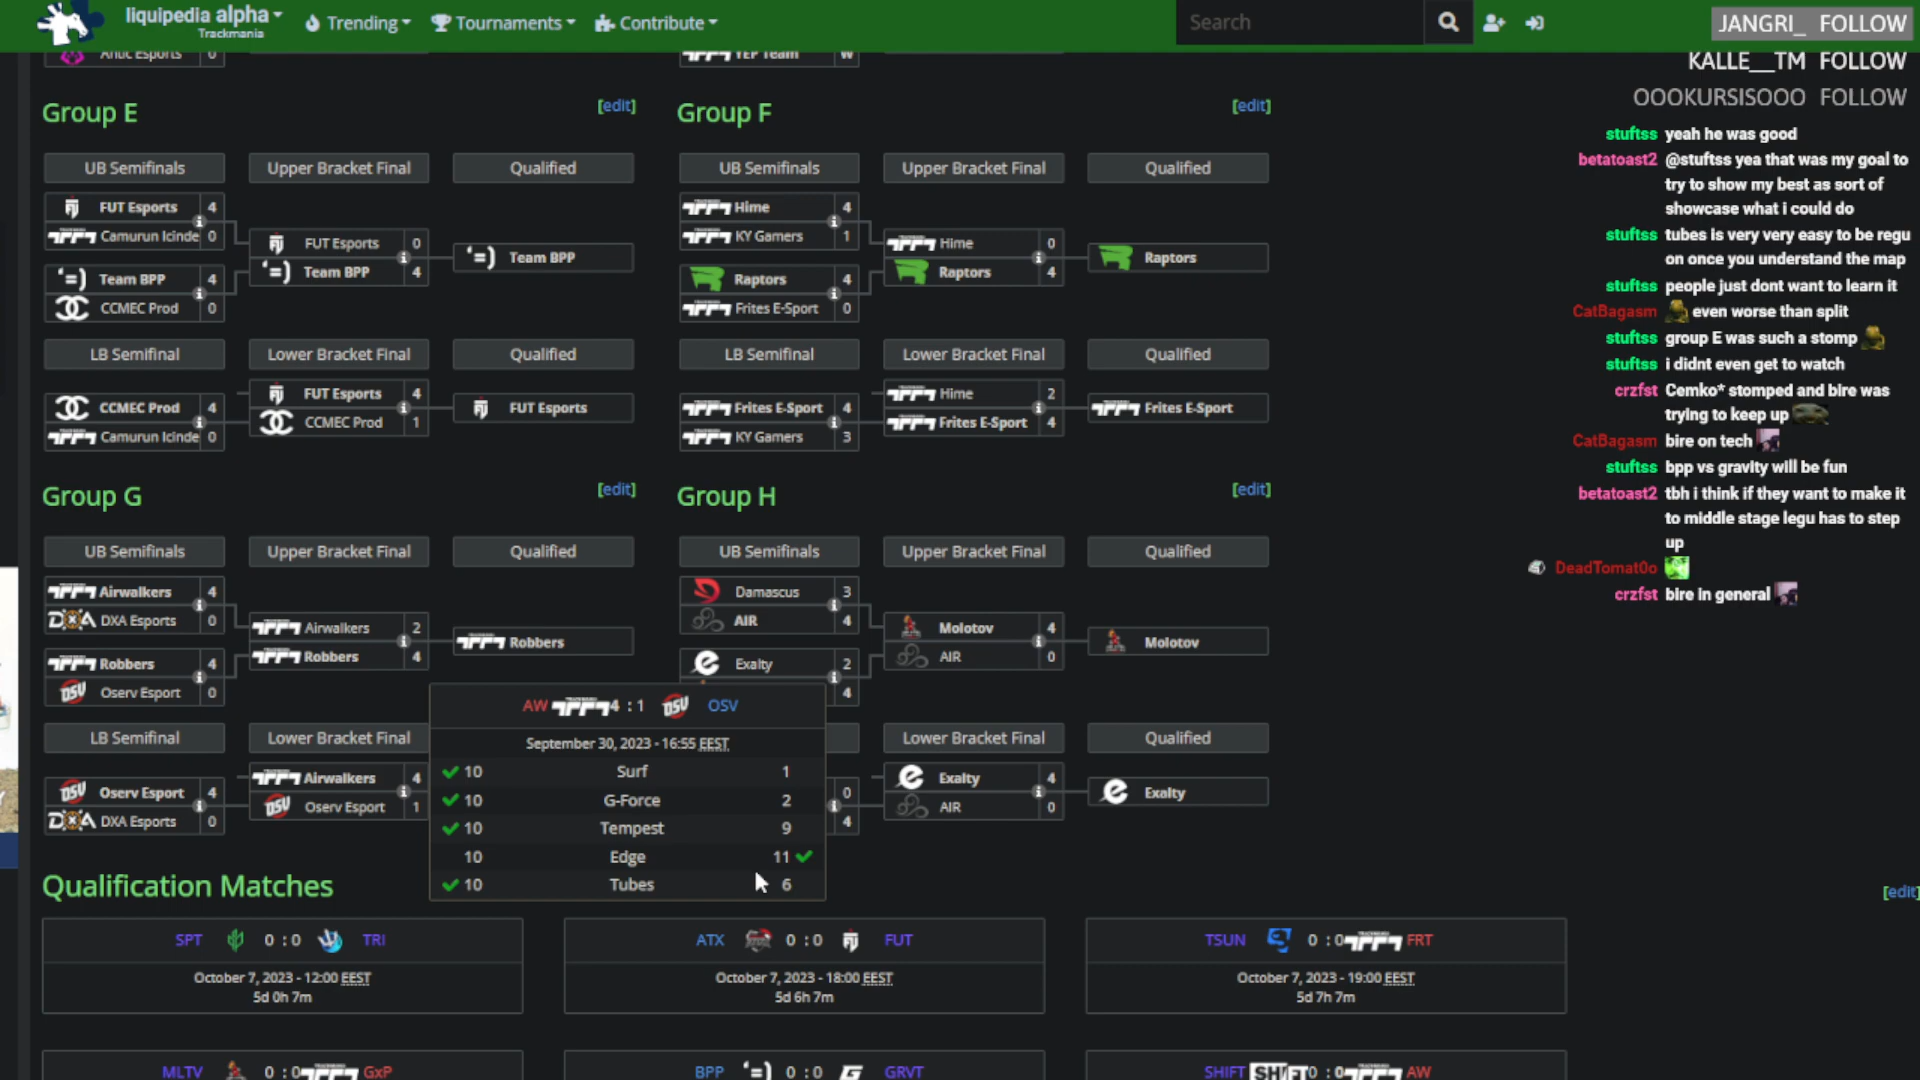 liquipedia alpha
Trackmania
Trending
Tournaments
Contribute
Search
JANGRI_ FOLLOW
KALLE__TM FOLLOW
OOOKURSISOOO FOLLOW
Antic Esports 0
YEP Team W
Group E
[edit]
UB Semifinals
Upper Bracket Final
Qualified
FUT Esports 4
Camurun Icinde 0
FUT Esports 0
Team BPP 4
Team BPP
Team BPP 4
CCMEC Prod 0
LB Semifinal
Lower Bracket Final
Qualified
FUT Esports 4
CCMEC Prod 1
FUT Esports
CCMEC Prod 4
Camurun Icinde 0
Group F
[edit]
UB Semifinals
Upper Bracket Final
Qualified
Hime 4
KY Gamers 1
Hime 0
Raptors 4
Raptors
Raptors 4
Frites E-Sport 0
LB Semifinal
Lower Bracket Final
Qualified
Hime 2
Frites E-Sport 4
Frites E-Sport
Frites E-Sport 4
KY Gamers 3
Group G
[edit]
UB Semifinals
Upper Bracket Final
Qualified
Airwalkers 4
DXA Esports 0
Airwalkers 2
Robbers 4
Robbers
Robbers 4
Oserv Esport 0
LB Semifinal
Lower Bracket Final
Airwalkers 4
Oserv Esport 1
Oserv Esport 4
DXA Esports 0
Group H
[edit]
UB Semifinals
Upper Bracket Final
Qualified
Damascus 3
AIR 4
Molotov 4
AIR 0
Molotov
Exalty 2
4
Lower Bracket Final
Qualified
Exalty 4
AIR 0
Exalty
0
4
AW 4 : 1 OSV
September 30, 2023 - 16:55 EEST
10 Surf 1
10 G-Force 2
10 Tempest 9
10 Edge 11
10 Tubes 6
Qualification Matches
[edit]
SPT 0 : 0 TRI
October 7, 2023 - 12:00 EEST
5d 0h 7m
ATX 0 : 0 FUT
October 7, 2023 - 18:00 EEST
5d 6h 7m
TSUN 0 : 0 FRT
October 7, 2023 - 19:00 EEST
5d 7h 7m
MLTV 0 : 0 GxP
BPP 0 : 0 GRVT
SHIFT SHIFT 0 : 0 AW
stuftss yeah he was good
betatoast2 @stuftss yea that was my goal to
try to show my best as sort of
showcase what i could do
stuftss tubes is very very easy to be regu
on once you understand the map
stuftss people just dont want to learn it
CatBagasm even worse than split
stuftss group E was such a stomp
stuftss i didnt even get to watch
crzfst Cemko* stomped and bire was
trying to keep up
CatBagasm bire on tech
stuftss bpp vs gravity will be fun
betatoast2 tbh i think if they want to make it
to middle stage legu has to step
up
DeadTomat0o
crzfst bire in general